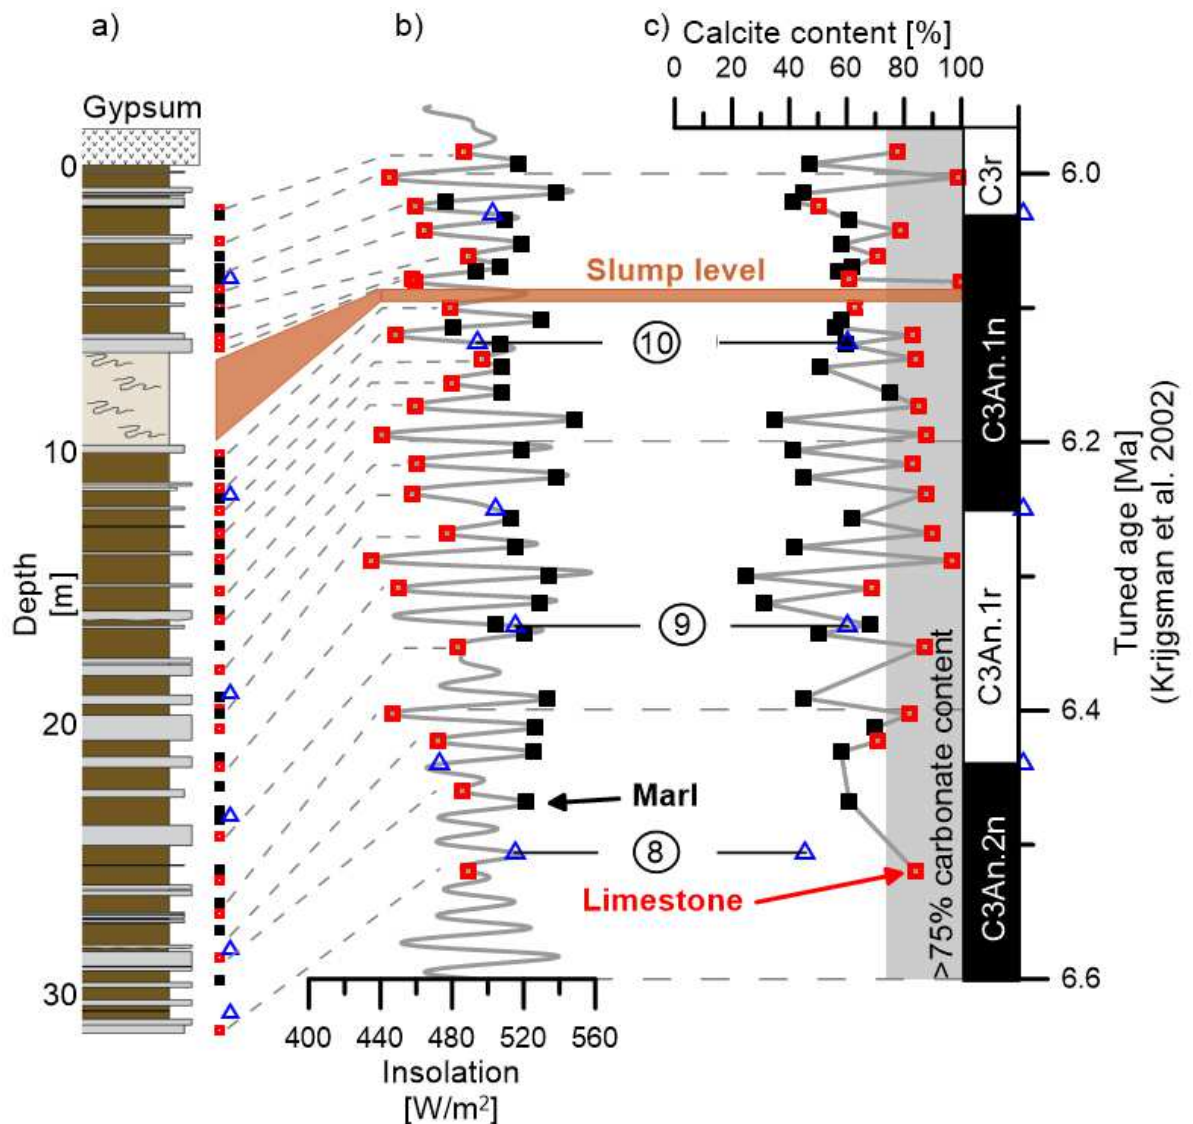 a)
b)
c)
Calcite content [%]
0 20 40 60 80 100
Gypsum
0
10
20
30
Depth
[m]
Slump level
10
9
8
Marl
Limestone
>75% carbonate content
C3r
C3An.1n
C3An.1r
C3An.2n
6.0
6.2
6.4
6.6
Tuned age [Ma]
(Krijgsman et al. 2002)
400 440 480 520 560
Insolation
[W/m²]